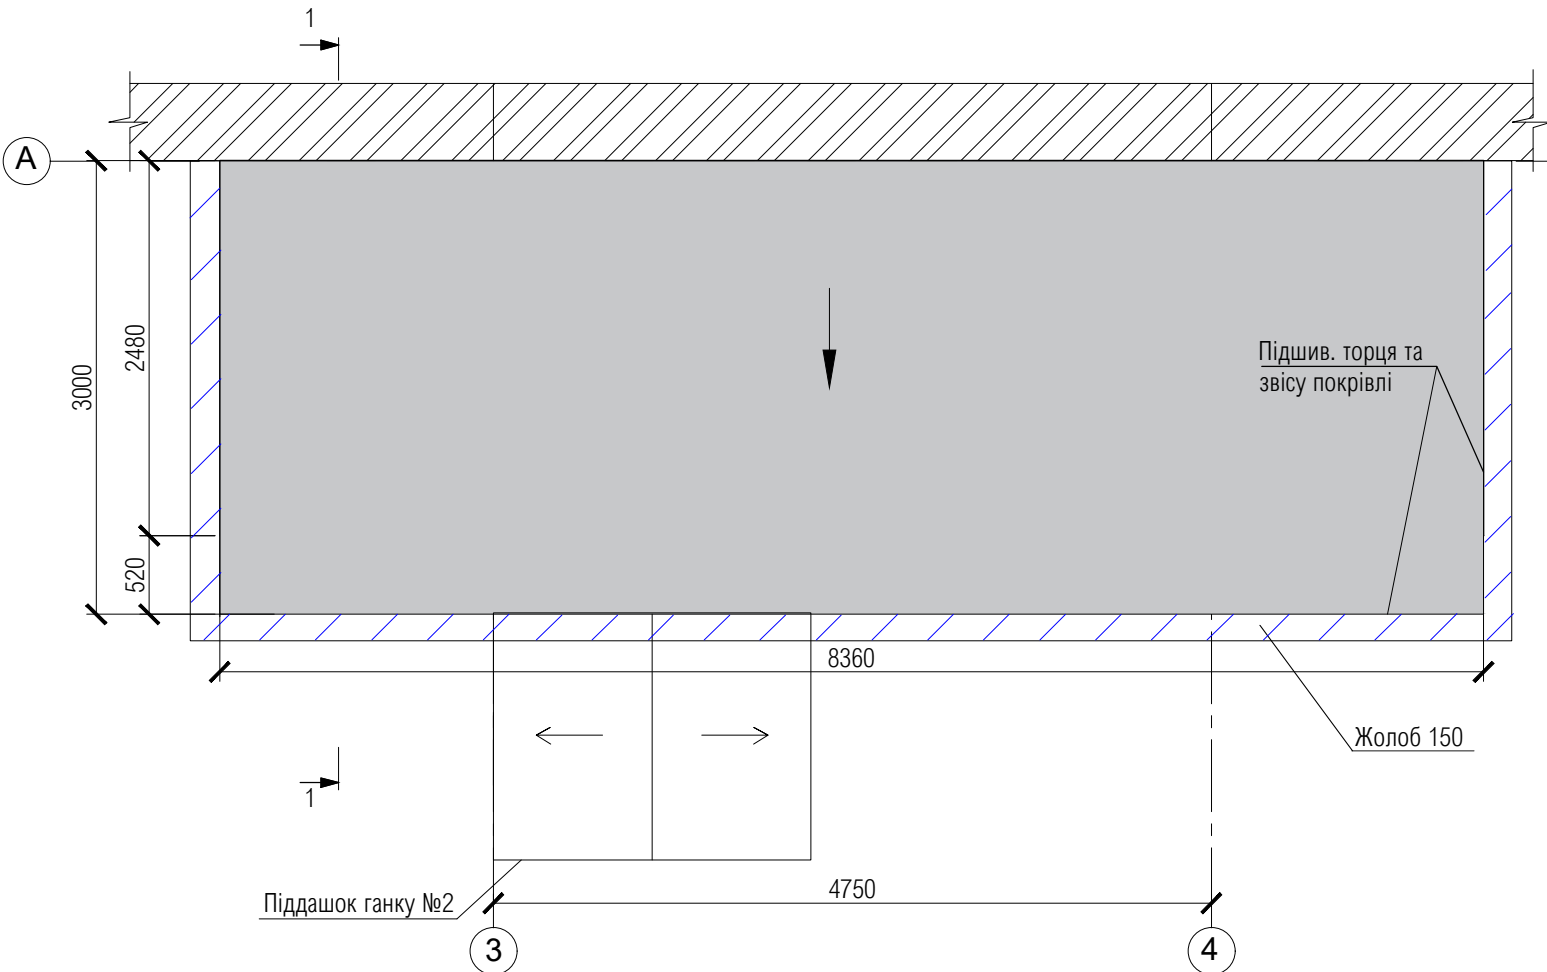 1
А
2480
3000
Підшив. торця та
звісу покрівлі
520
8360
Жолоб 150
1
4750
Піддашок ганку №2
3
4